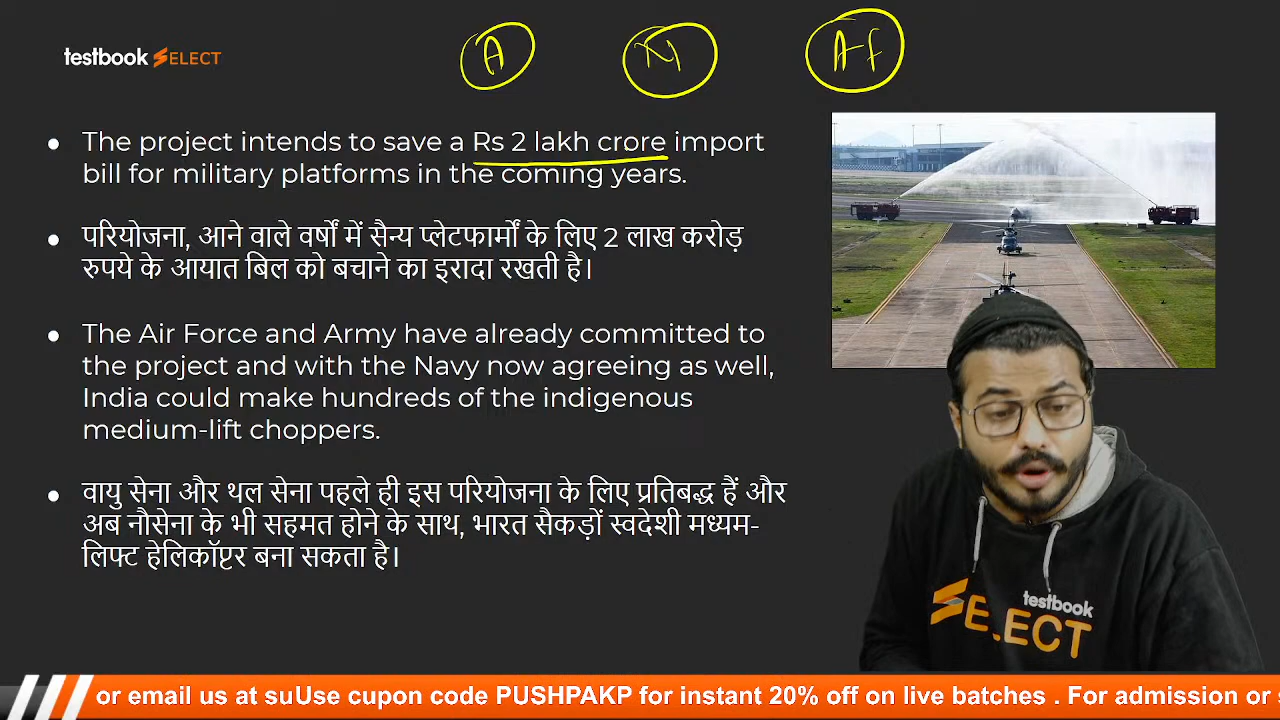 A N AF
testbook SELECT
The project intends to save a Rs 2 lakh crore import
bill for military platforms in the coming years.
परियोजना, आने वाले वर्षों में सैन्य प्लेटफार्मों के लिए 2 लाख करोड़
रुपये के आयात बिल को बचाने का इरादा रखती है।
The Air Force and Army have already committed to
the project and with the Navy now agreeing as well,
India could make hundreds of the indigenous
medium-lift choppers.
वायु सेना और थल सेना पहले ही इस परियोजना के लिए प्रतिबद्ध हैं और
अब नौसेना के भी सहमत होने के साथ, भारत सैकड़ों स्वदेशी मध्यम-
लिफ्ट हेलिकॉप्टर बना सकता है।
testbook
SELECT
or email us at suUse cupon code PUSHPAKP for instant 20% off on live batches . For admission or s